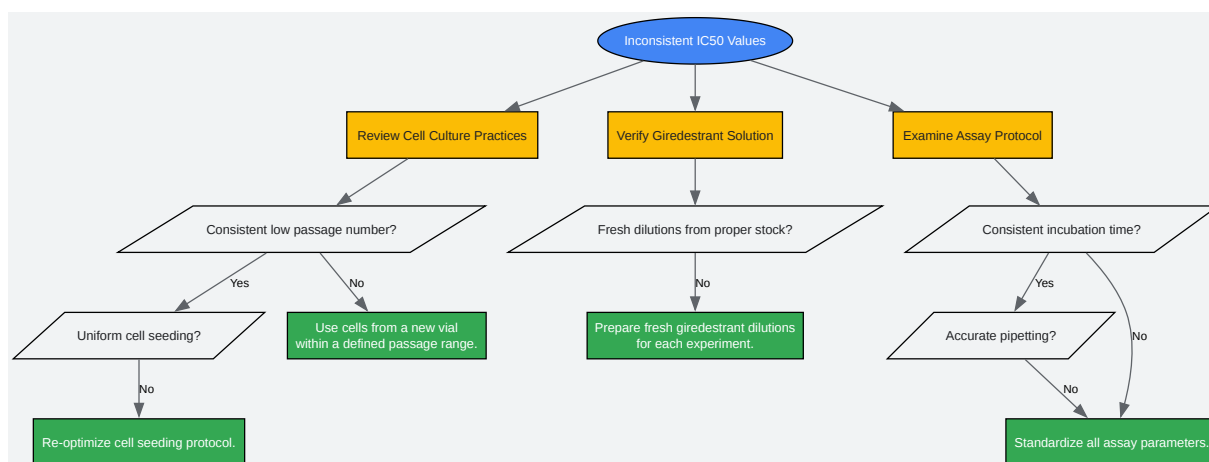 Inconsistent IC50 Values
Review Cell Culture Practices
Verify Giredestrant Solution
Examine Assay Protocol
Consistent low passage number?
Fresh dilutions from proper stock?
Consistent incubation time?
Yes
No
No
Yes
Uniform cell seeding?
Use cells from a new vial
within a defined passage range.
Prepare fresh giredestrant dilutions
for each experiment.
Accurate pipetting?
No
No
No
Re-optimize cell seeding protocol.
Standardize all assay parameters.